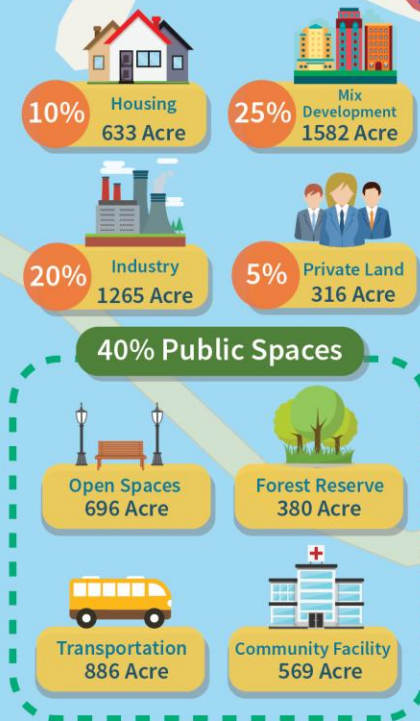 10%
Housing
633 Acre
25%
Mix
Development
1582 Acre
20%
Industry
1265 Acre
5%
Private Land
316 Acre
40% Public Spaces
Open Spaces
696 Acre
Forest Reserve
380 Acre
Transportation
886 Acre
Community Facility
569 Acre